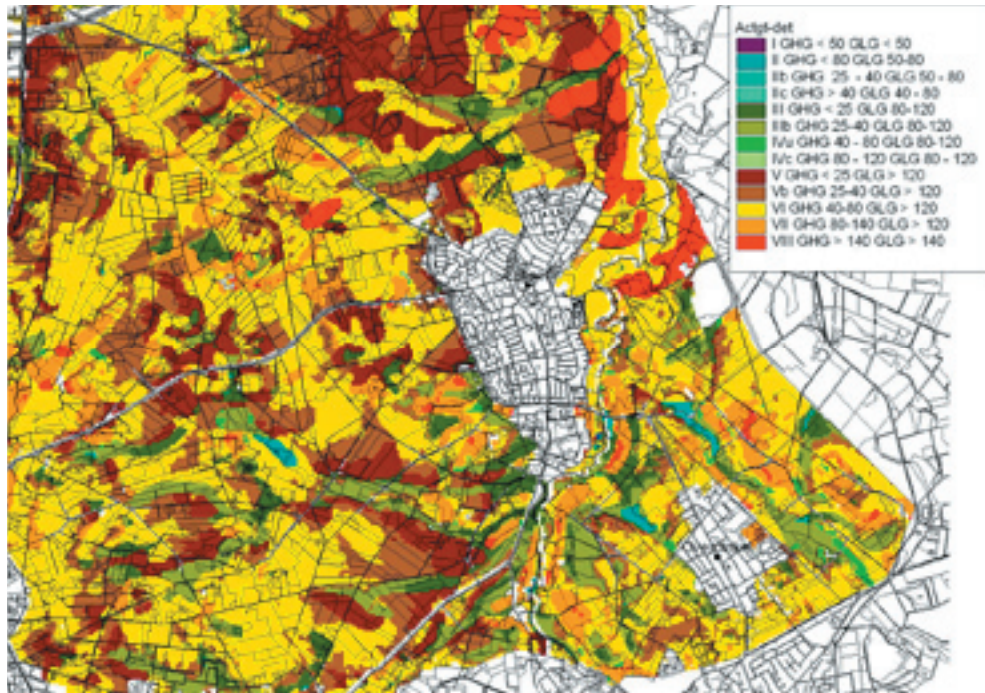 Actgt-det
I GHG < 50 GLG < 50
II GHG < 80 GLG 50-80
IIb GHG 25 - 40 GLG 50 - 80
IIc GHG > 40 GLG 40 - 80
III GHG < 25 GLG 80-120
IIIb GHG 25-40 GLG 80-120
IVu GHG 40 - 80 GLG 80-120
IVc GHG 80 - 120 GLG 80 - 120
V GHG < 25 GLG > 120
Vb GHG 25-40 GLG > 120
VI GHG 40-80 GLG > 120
VII GHG 80-140 GLG > 120
VIII GHG > 140 GLG > 140